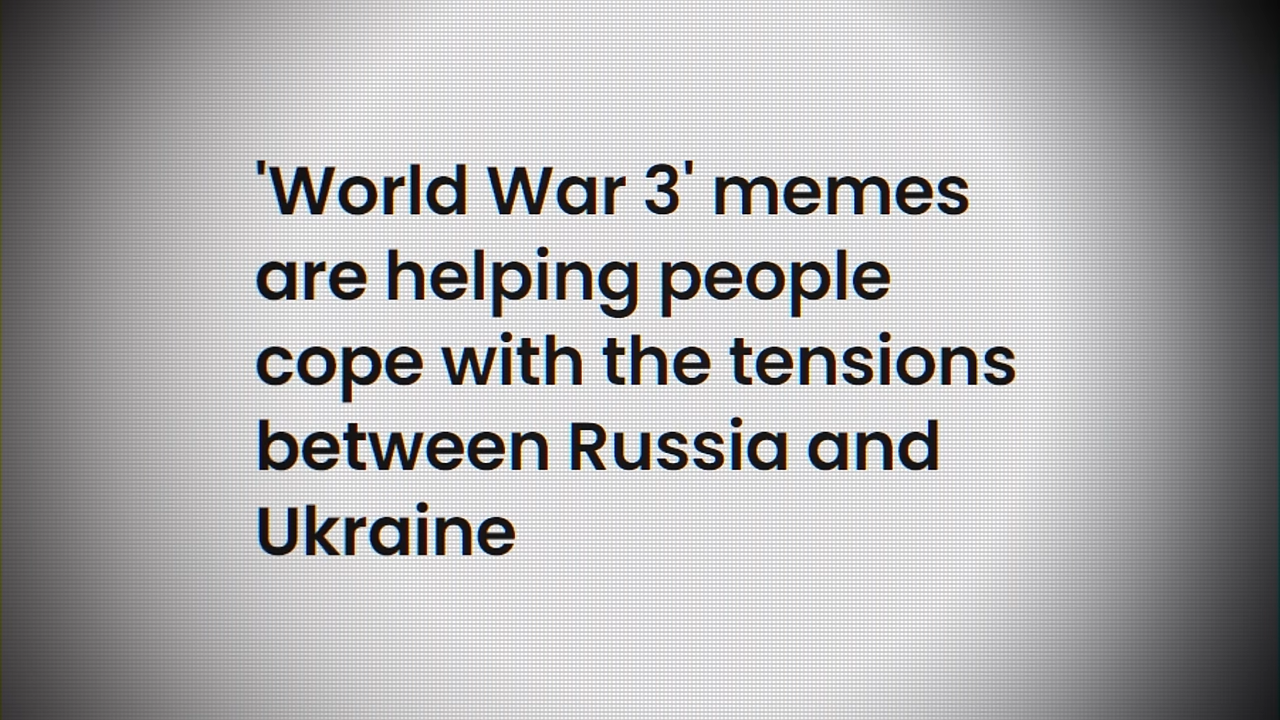 'World War 3' memes
are helping people
cope with the tensions
between Russia and
Ukraine